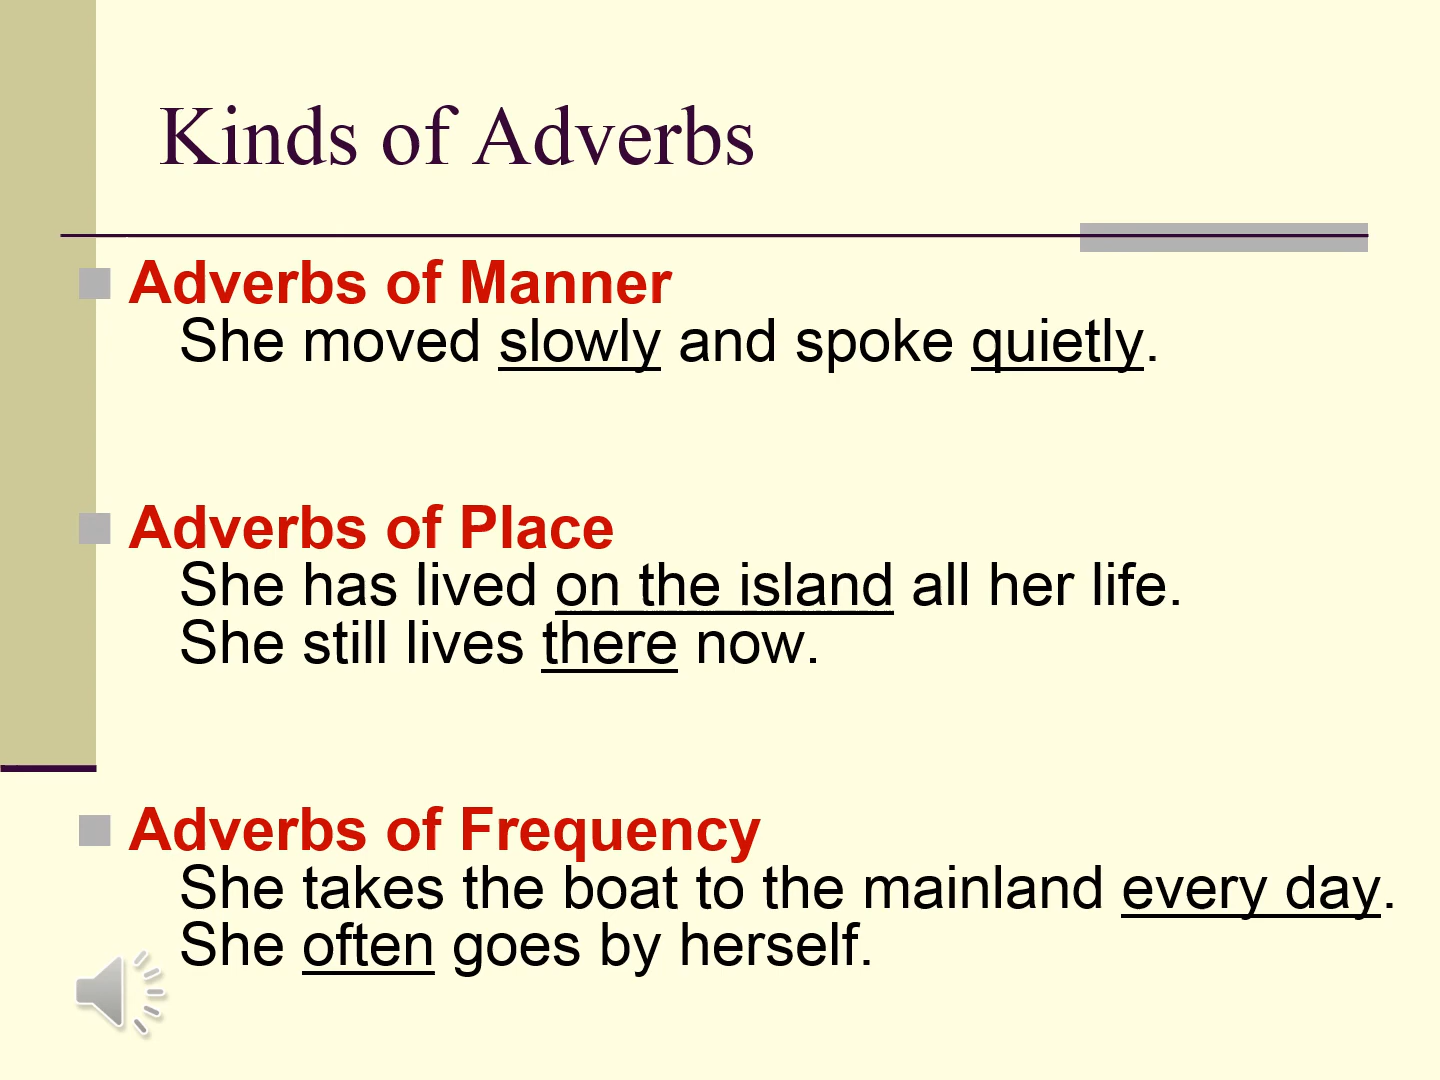 Kinds of Adverbs
Adverbs of Manner
She moved slowly and spoke quietly.
Adverbs of Place
She has lived on the island all her life.
She still lives there now.
Adverbs of Frequency
She takes the boat to the mainland every day.
She often goes by herself.